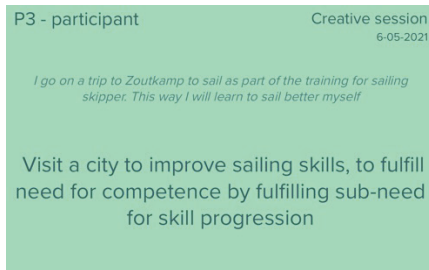 P3 - participant
Creative session
6-05-2021
I go on a trip to Zoutkamp to sail as part of the training for sailing
skipper. This way I will learn to sail better myself
Visit a city to improve sailing skills, to fulfill
need for competence by fulfilling sub-need
for skill progression